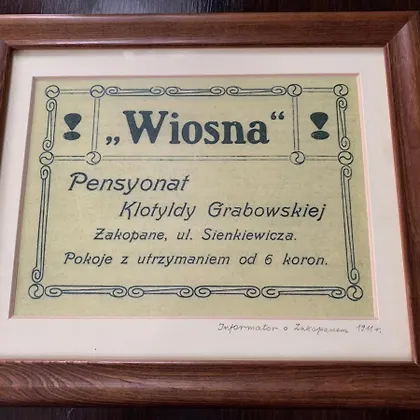 ! „Wiosna“ !
Pensyonat
Klotyldy Grabowskiej
Zakopane, ul. Sienkiewicza.
Pokoje z utrzymaniem od 6 koron.
Informator o Zakopanem 1911 r.